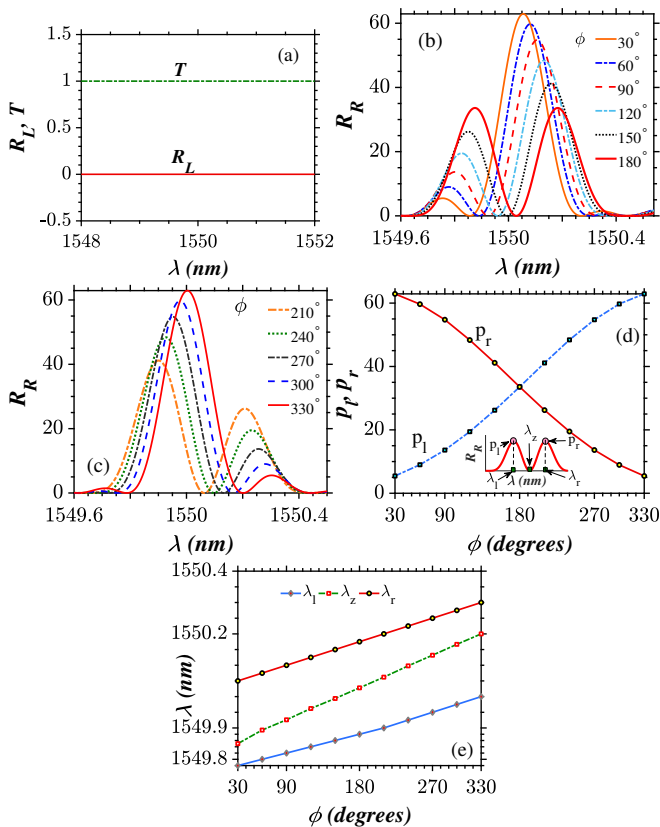 (a)
1.5
1
0.5
0
-0.5
T
R_L
R_L, T
1548 1550 1552
λ (nm)
(b)
60
40
20
0
R_R
ϕ
30°
60°
90°
120°
150°
180°
1549.6 1550 1550.4
λ (nm)
60
40
20
0
R_R
ϕ
210°
240°
270°
300°
330°
(c)
1549.6 1550 1550.4
λ (nm)
60
40
20
0
p_l, p_r
(d)
p_r
p_l
R_R
p_l λ_z p_r
λ_l λ (nm) λ_r
30 90 180 270 330
ϕ (degrees)
1550.4
1550.2
1549.9
1549.8
λ (nm)
λ_l λ_z λ_r
(e)
30 90 180 270 330
ϕ (degrees)